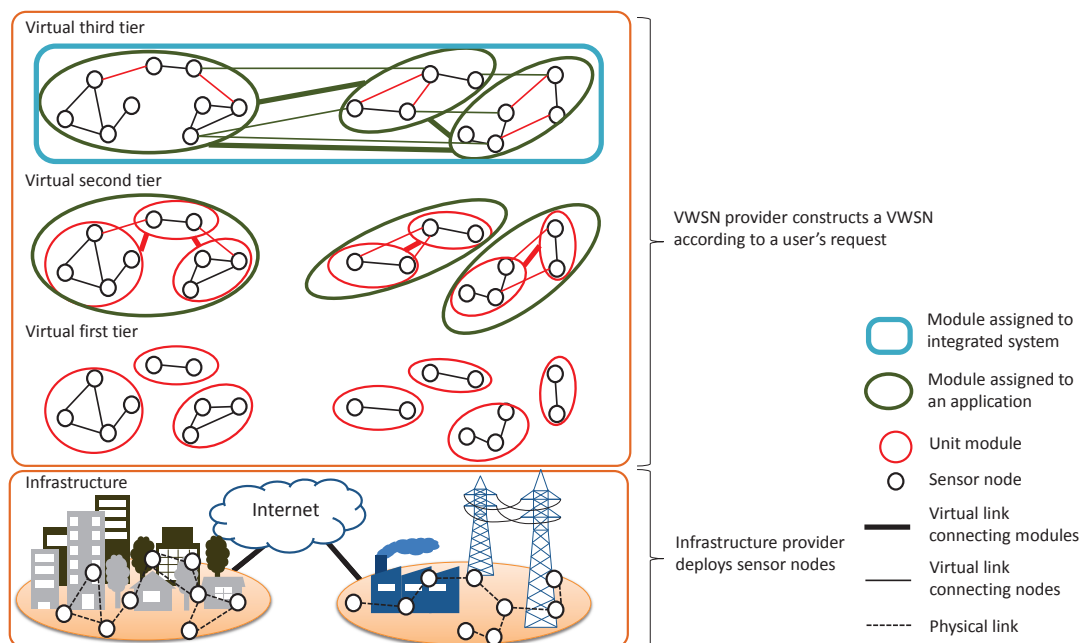 Virtual third tier
Virtual second tier
Virtual first tier
Infrastructure
Internet
VWSN provider constructs a VWSN
according to a user's request
Infrastructure provider
deploys sensor nodes
Module assigned to
integrated system
Module assigned to
an application
Unit module
Sensor node
Virtual link
connecting modules
Virtual link
connecting nodes
Physical link